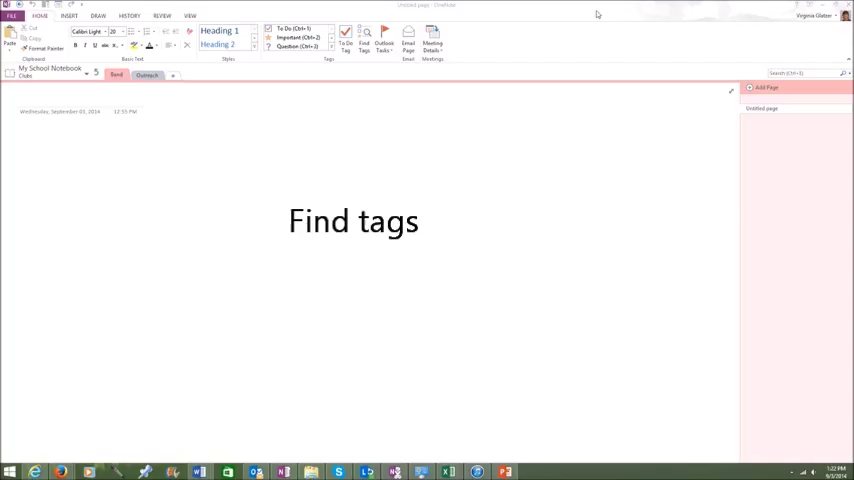 Untitled page - OneNote
FILE HOME INSERT DRAW HISTORY REVIEW VIEW Virginia Glatzer
Paste
Cut
Copy
Format Painter
Clipboard
Calibri Light 20
B I U
Basic Text
Heading 1
Heading 2
Styles
To Do (Ctrl+1)
Important (Ctrl+2)
Question (Ctrl+3)
To Do Tag
Find Tags
Outlook Tasks
Tags
Email Page
Email
Meeting Details
Meetings
My School Notebook
Clubs
5
Band Outreach +
Search (Ctrl+E)
Add Page
Untitled page
Wednesday, September 03, 2014 12:55 PM
Find tags
1:22 PM
9/3/2014